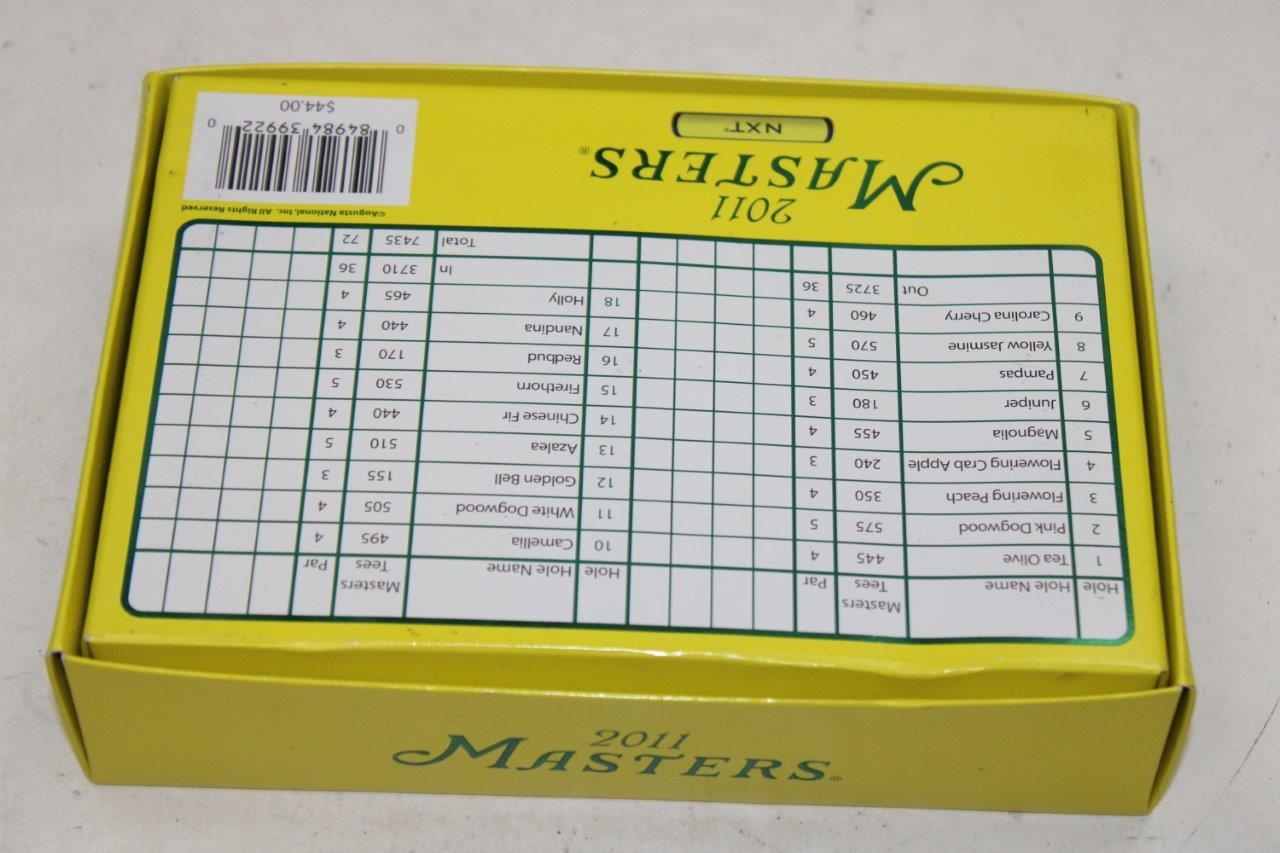 Hole Hole Name Masters Tees Par
1 Tea Olive 445 4
2 Pink Dogwood 575 5
3 Flowering Peach 350 4
4 Flowering Crab Apple 240 3
5 Magnolia 455 4
6 Juniper 180 3
7 Pampas 450 4
8 Yellow Jasmine 570 5
9 Carolina Cherry 460 4
Out 3725 36
Hole Hole Name Masters Tees Par
10 Camellia 495 4
11 White Dogwood 505 4
12 Golden Bell 155 3
13 Azalea 510 5
14 Chinese Fir 440 4
15 Firethorn 530 5
16 Redbud 170 3
17 Nandina 440 4
18 Holly 465 4
In 3710 36
Total 7435 72
2011
MASTERS®
NXT®
©Augusta National, Inc. All Rights Reserved
0 84984 39922 0
$44.00
2011
MASTERS®